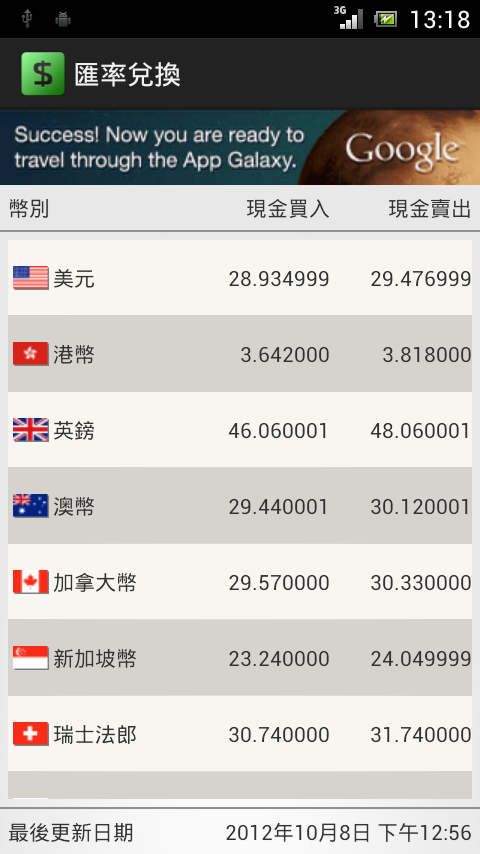 3G 13:18
$ 匯率兌換
Success! Now you are ready to
travel through the App Galaxy.
Google
幣別 現金買入 現金賣出
美元 28.934999 29.476999
港幣 3.642000 3.818000
英鎊 46.060001 48.060001
澳幣 29.440001 30.120001
加拿大幣 29.570000 30.330000
新加坡幣 23.240000 24.049999
瑞士法郎 30.740000 31.740000
最後更新日期 2012年10月8日 下午12:56